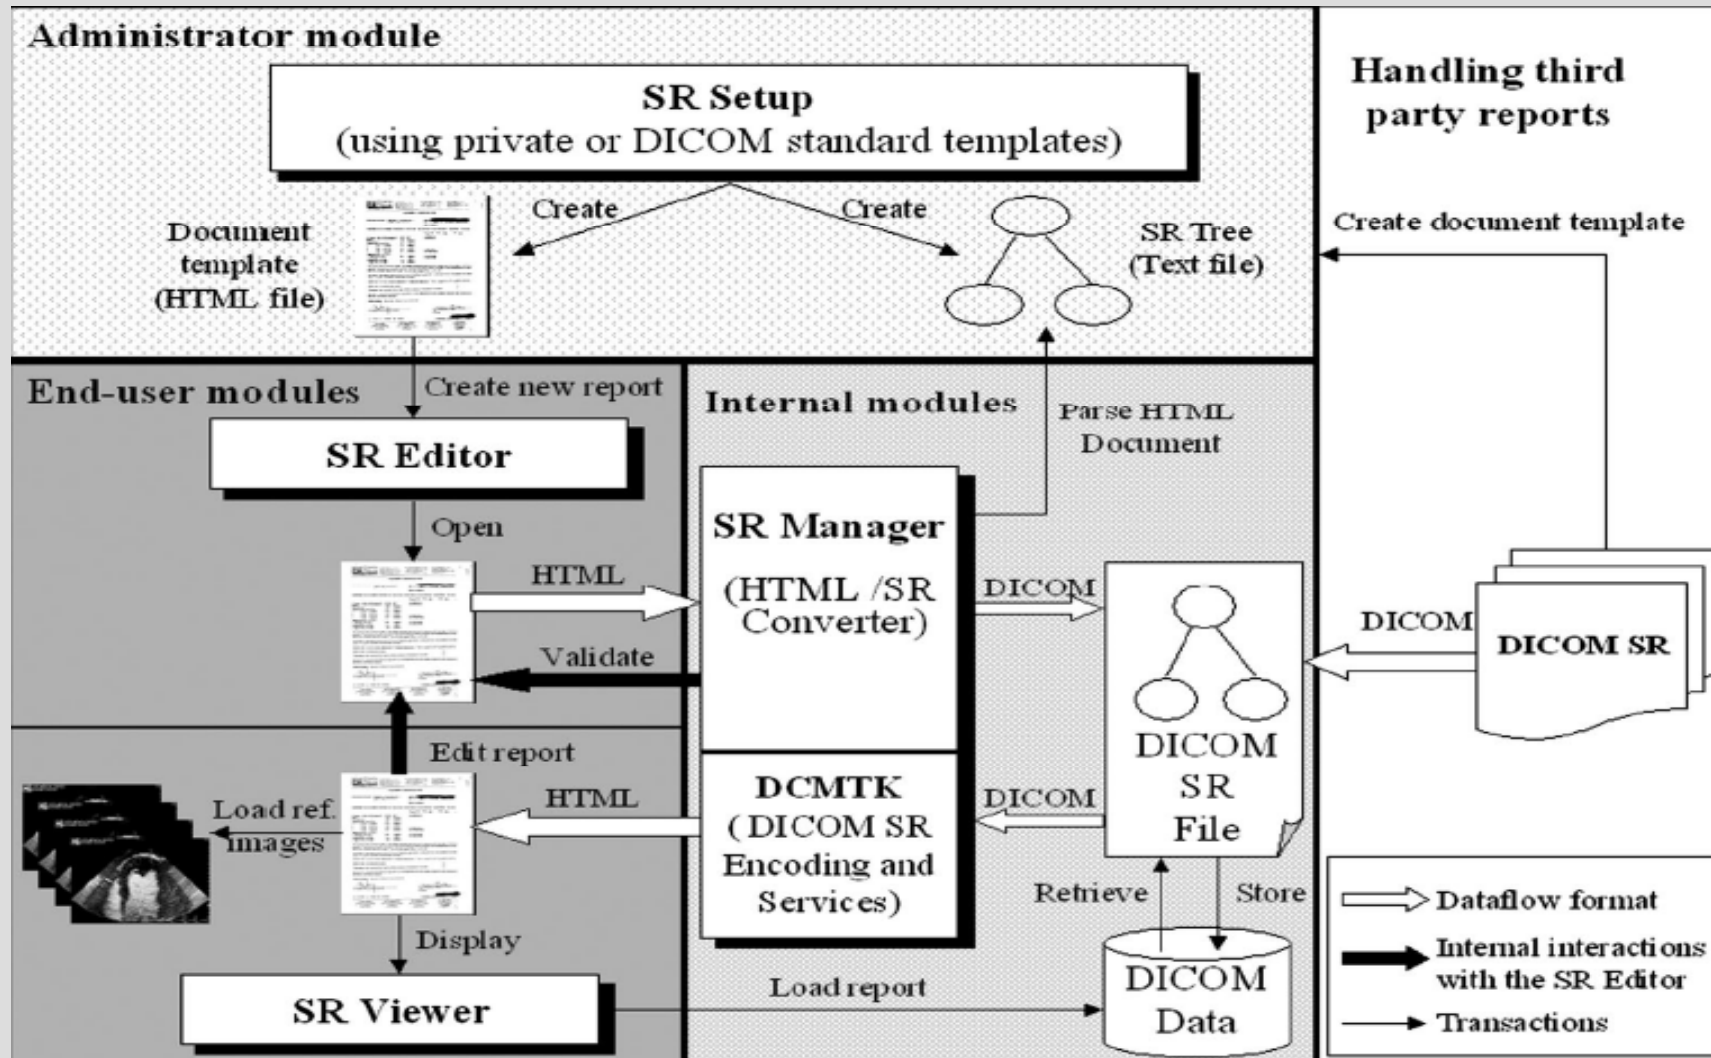 Administrator module
SR Setup
(using private or DICOM standard templates)
Create
Create
Document
template
(HTML file)
SR Tree
(Text file)
Handling third
party reports
Create document template
End-user modules
Create new report
SR Editor
Open
HTML
Validate
Edit report
Load ref.
images
HTML
Display
SR Viewer
Internal modules
Parse HTML
Document
SR Manager
(HTML /SR
Converter)
DICOM
DCMTK
( DICOM SR
Encoding and
Services)
DICOM
DICOM
SR
File
Retrieve
Store
Load report
DICOM
Data
DICOM
DICOM SR
Dataflow format
Internal interactions
with the SR Editor
Transactions